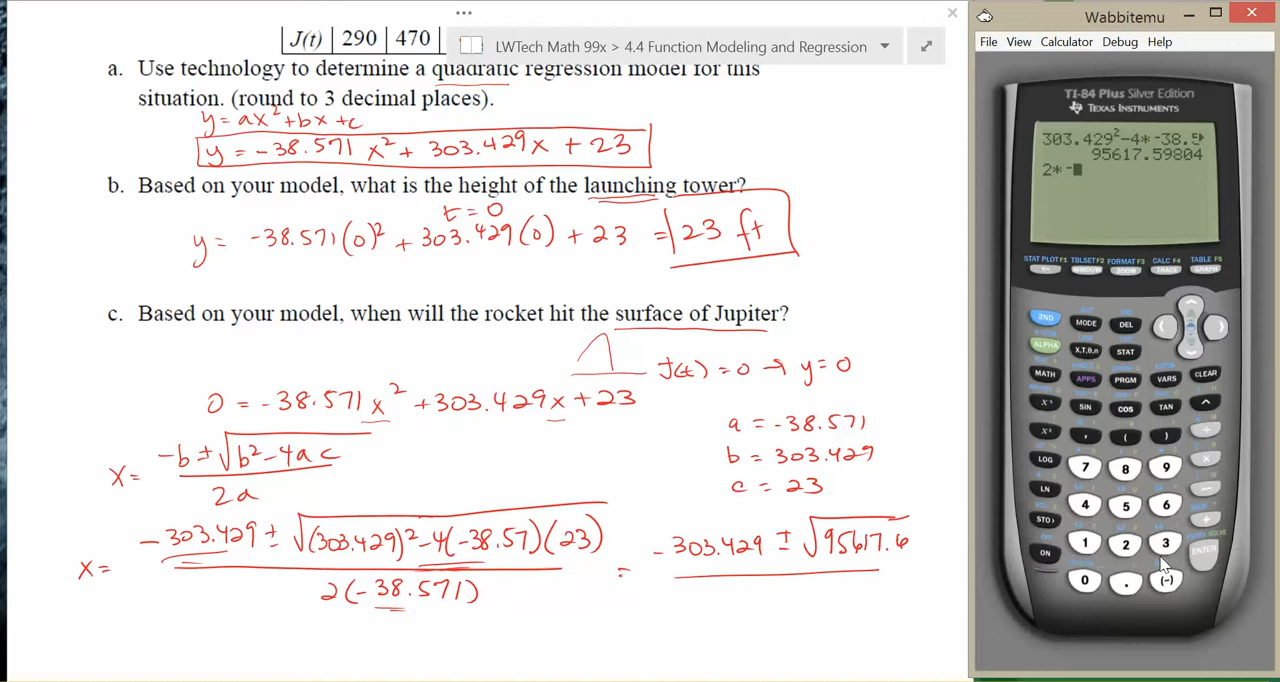 J(t) 290 470
LWTech Math 99x > 4.4 Function Modeling and Regression
a. Use technology to determine a quadratic regression model for this
situation. (round to 3 decimal places).
y = ax²+bx+c
y = -38.571x² + 303.429x + 23
b. Based on your model, what is the height of the launching tower?
t = 0
y = -38.571(0)² + 303.429(0) + 23 = 23 ft
c. Based on your model, when will the rocket hit the surface of Jupiter?
J(t) = 0 → y = 0
0 = -38.571x² + 303.429x + 23
a = -38.571
b = 303.429
c = 23
x = -b ± √b² - 4ac
2a
x = -303.429 ± √(303.429)² - 4(-38.57)(23)
2(-38.571)
= -303.429 ± √95617.6
Wabbitemu
File View Calculator Debug Help
TI-84 Plus Silver Edition
TEXAS INSTRUMENTS
303.429²-4*-38.5
95617.59804
2*-
STAT PLOT F1 TBLSET F2 FORMAT F3 CALC F4 TABLE F5
Y= WINDOW ZOOM TRACE GRAPH
2ND MODE DEL
ALPHA X,T,θ,n STAT
MATH APPS PRGM VARS CLEAR
X⁻¹ SIN COS TAN ^
X² , ( ) ÷
LOG 7 8 9 ×
LN 4 5 6 −
STO› 1 2 3 +
ON 0 . (-) ENTER